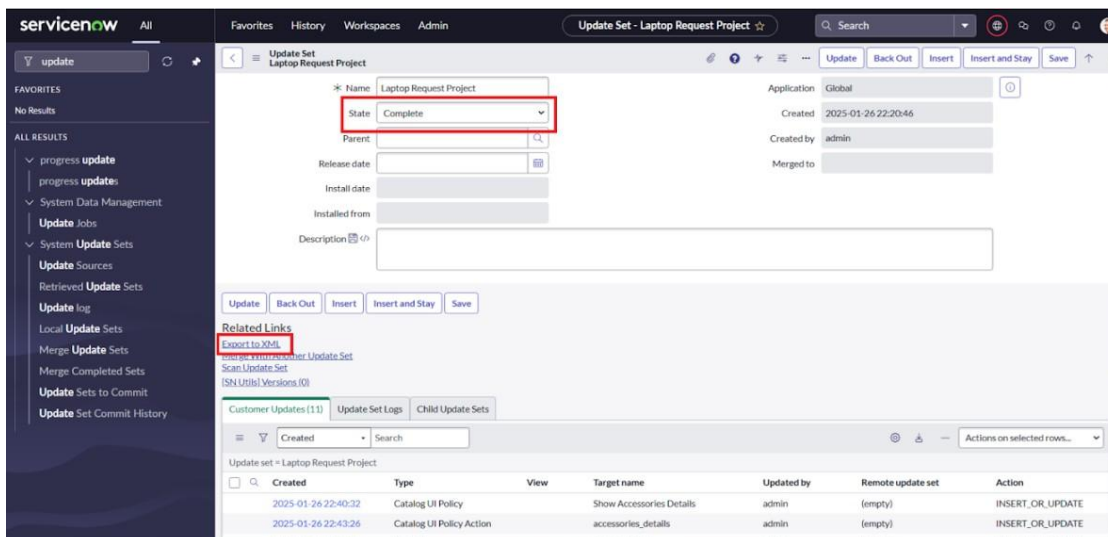 servicenow All Favorites History Workspaces Admin Update Set - Laptop Request Project Search
update
FAVORITES
No Results
ALL RESULTS
progress update
progress updates
System Data Management
Update Jobs
System Update Sets
Update Sources
Retrieved Update Sets
Update log
Local Update Sets
Merge Update Sets
Merge Completed Sets
Update Sets to Commit
Update Set Commit History
Update Set
Laptop Request Project
Update Back Out Insert Insert and Stay Save
* Name Laptop Request Project
State Complete
Parent
Release date
Install date
Installed from
Description
Application Global
Created 2025-01-26 22:20:46
Created by admin
Merged to
Update Back Out Insert Insert and Stay Save
Related Links
Export to XML
Merge With Another Update Set
Scan Update Set
[SN Utils] Versions (0)
Customer Updates (11) Update Set Logs Child Update Sets
Created Search Actions on selected rows...
Update set = Laptop Request Project
Created Type View Target name Updated by Remote update set Action
2025-01-26 22:40:32 Catalog UI Policy Show Accessories Details admin (empty) INSERT_OR_UPDATE
2025-01-26 22:43:26 Catalog UI Policy Action accessories_details admin (empty) INSERT_OR_UPDATE